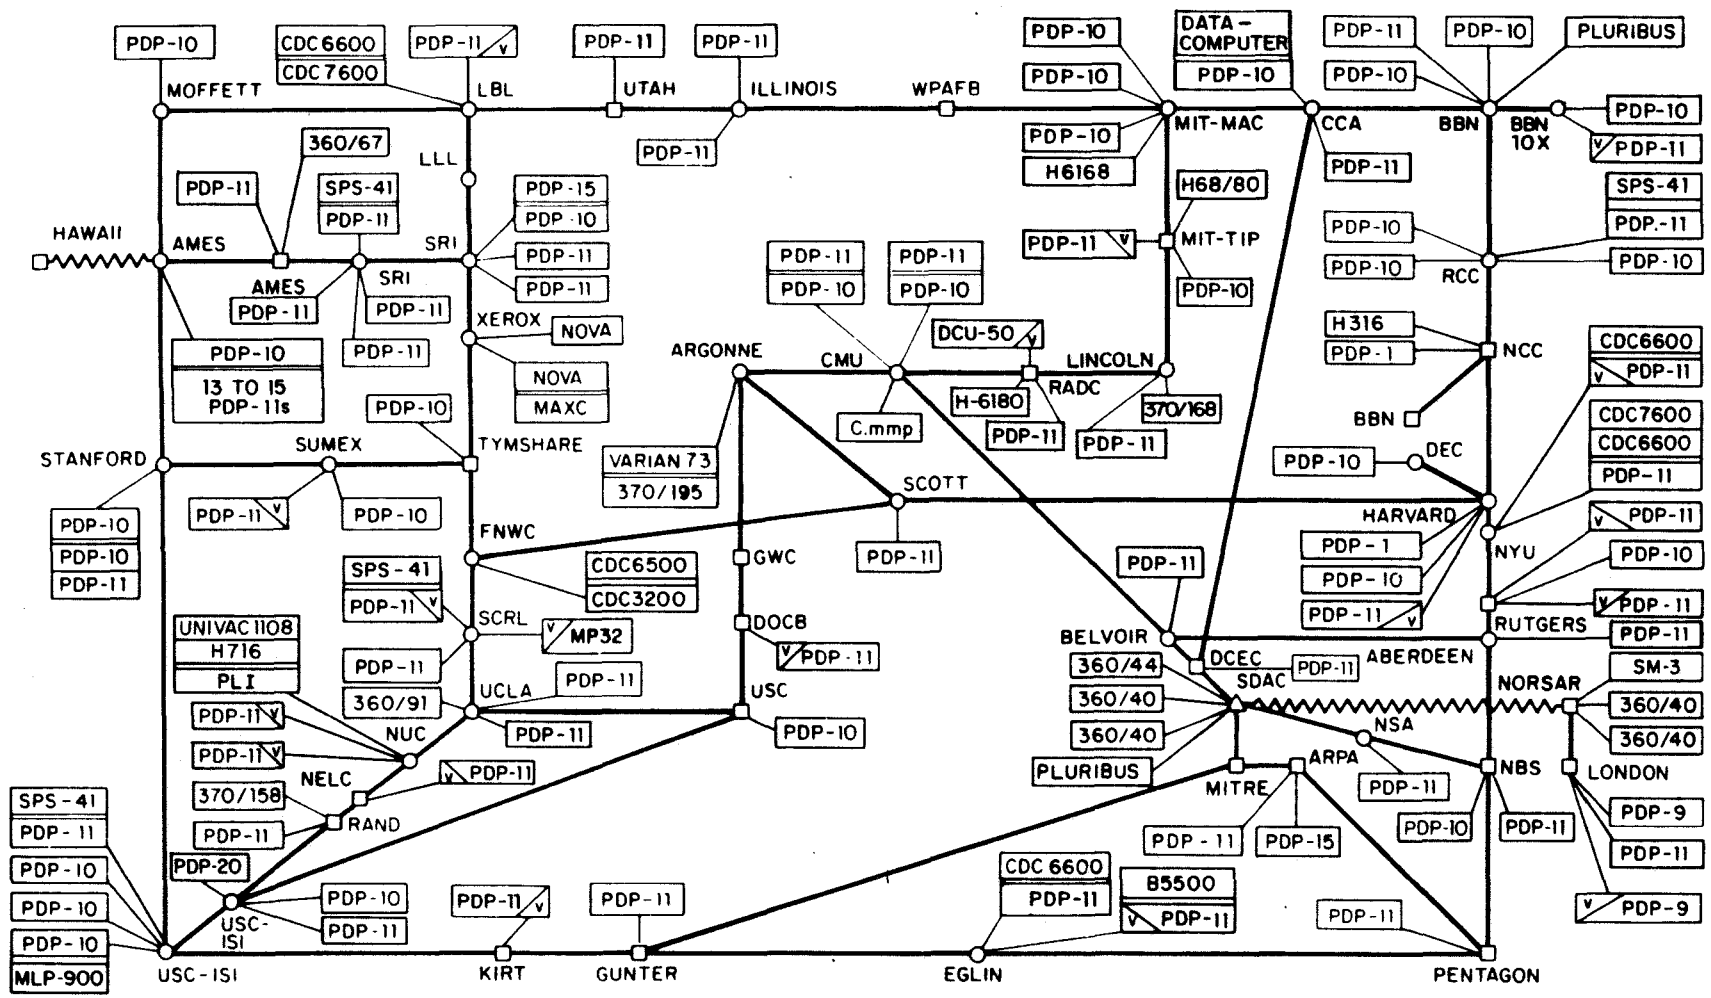 PDP-10
CDC6600
CDC7600
PDP-11 V
PDP-11
PDP-11
PDP-10
DATA-
COMPUTER
PDP-10
PDP-11
PDP-10
PLURIBUS
MOFFETT
LBL
UTAH
ILLINOIS
WPAFB
PDP-10
PDP-10
MIT-MAC
CCA
BBN
BBN
10X
PDP-10
V PDP-11
360/67
LLL
PDP-11
PDP-10
H6168
PDP-11
PDP-11
SPS-41
PDP-11
PDP-15
PDP-10
H68/80
SPS-41
PDP-11
HAWAII
AMES
SRI
PDP-11
PDP-11 V
MIT-TIP
PDP-10
RCC
PDP-10
PDP-10
AMES
SRI
PDP-11
PDP-11
PDP-11
PDP-11
PDP-10
PDP-11
PDP-10
PDP-10
PDP-11
PDP-11
XEROX
NOVA
DCU-50 V
H316
PDP-1
NCC
CDC6600
V PDP-11
PDP-10
13 TO 15
PDP-11s
NOVA
MAXC
ARGONNE
CMU
RADC
LINCOLN
PDP-10
C.mmp
H-6180
PDP-11
370/168
PDP-11
BBN
CDC7600
CDC6600
PDP-11
STANFORD
SUMEX
TYMSHARE
VARIAN 73
370/195
DEC
PDP-10
PDP-10
PDP-10
PDP-11
PDP-11 V
PDP-10
SCOTT
HARVARD
V PDP-11
FNWC
PDP-11
PDP-1
NYU
PDP-10
GWC
CDC6500
CDC3200
PDP-11
PDP-10
SPS-41
PDP-11 V
PDP-11 V
V PDP-11
SCRL
V MP32
DOCB
V PDP-11
RUTGERS
PDP-11
UNIVAC 1108
H716
PLI
PDP-11
BELVOIR
DCEC
PDP-11
ABERDEEN
360/91
UCLA
PDP-11
USC
SDAC
360/44
360/40
360/40
NORSAR
SM-3
360/40
360/40
PDP-11 V
PDP-11 V
NUC
PDP-11
PDP-10
NSA
NELC
V PDP-11
PLURIBUS
MITRE
ARPA
PDP-11
NBS
LONDON
370/158
PDP-11
RAND
PDP-11
PDP-15
PDP-10
PDP-11
PDP-9
PDP-11
SPS-41
PDP-11
PDP-10
PDP-10
PDP-10
MLP-900
PDP-20
USC-
ISI
PDP-10
PDP-11
PDP-11 V
PDP-11
CDC 6600
PDP-11
B5500
V PDP-11
PDP-11
V PDP-9
USC-ISI
KIRT
GUNTER
EGLIN
PENTAGON